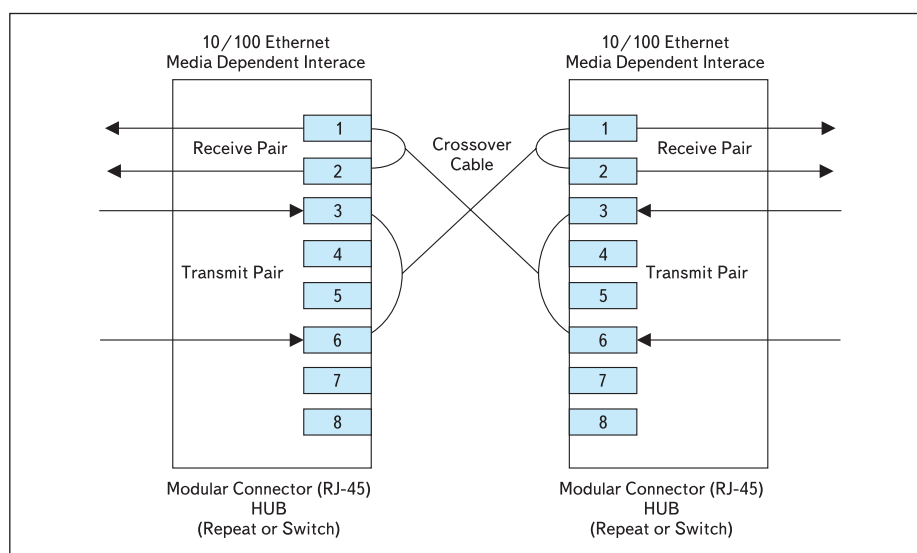 10/100 Ethernet
Media Dependent Interace
10/100 Ethernet
Media Dependent Interace
1
Receive Pair
2
3
4
Transmit Pair
5
6
7
8
Crossover
Cable
1
Receive Pair
2
3
4
Transmit Pair
5
6
7
8
Modular Connector (RJ-45)
HUB
(Repeat or Switch)
Modular Connector (RJ-45)
HUB
(Repeat or Switch)